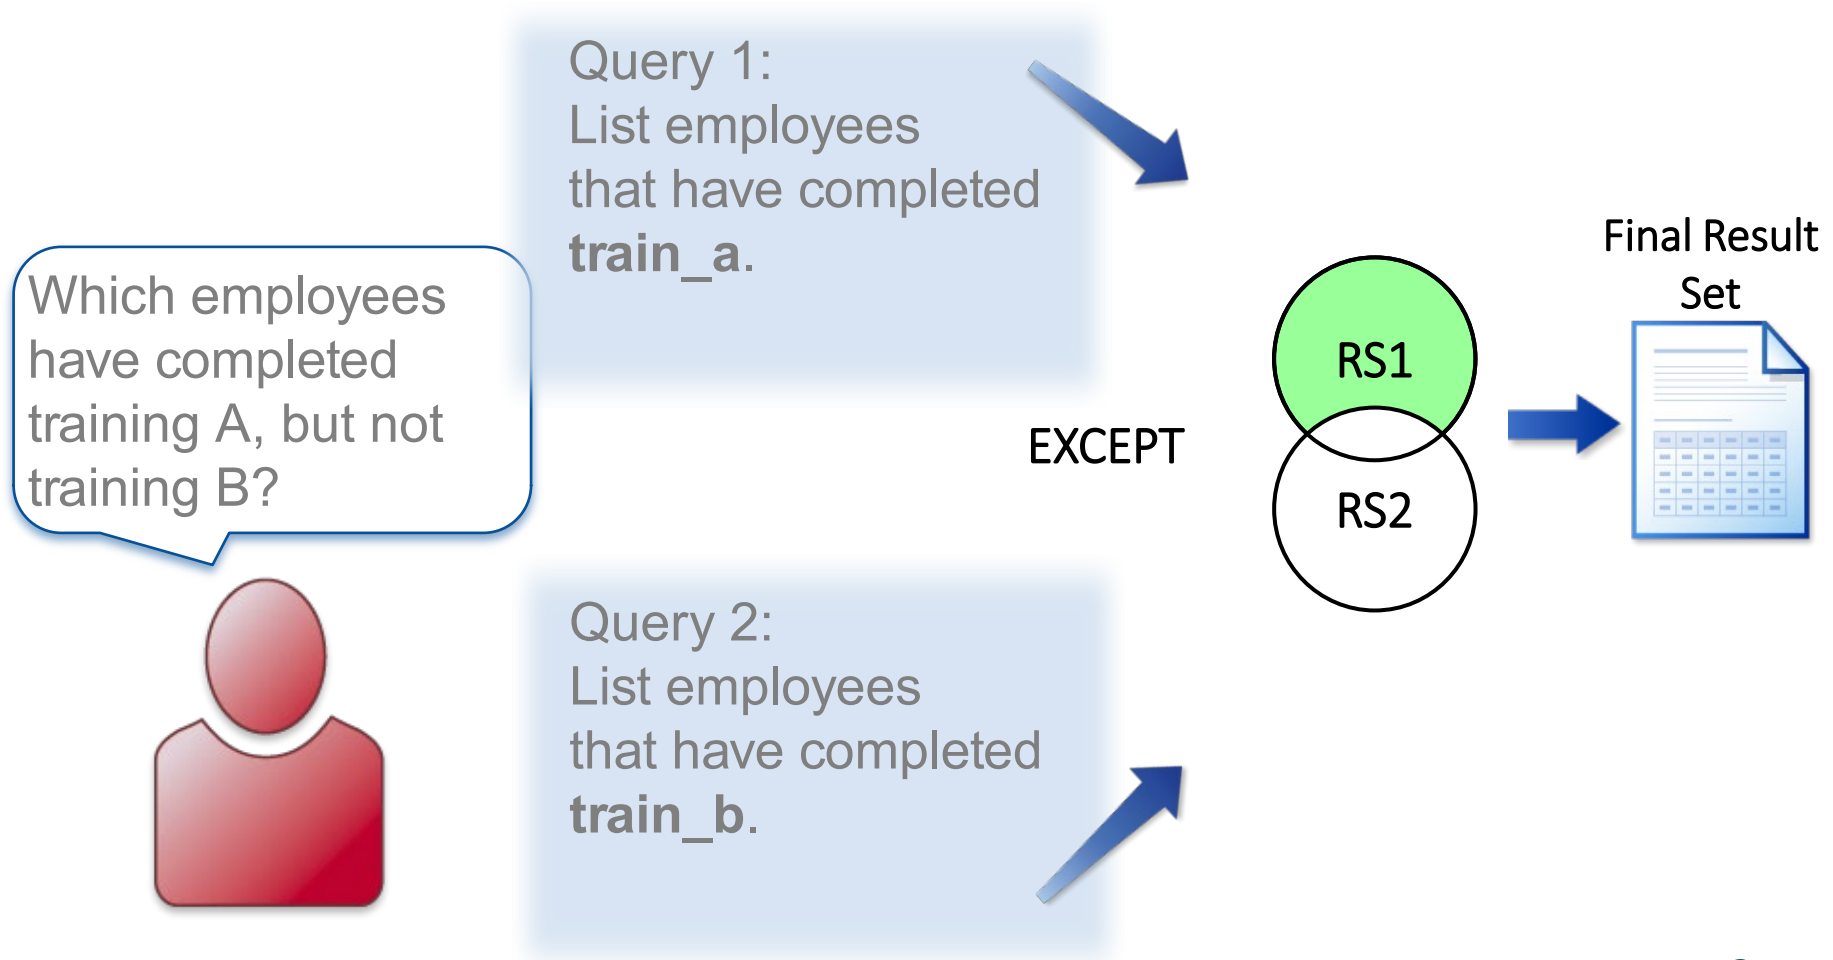 Query 1:
List employees
that have completed
train_a.
Which employees
have completed
training A, but not
training B?
EXCEPT
RS1
RS2
Final Result
Set
Query 2:
List employees
that have completed
train_b.